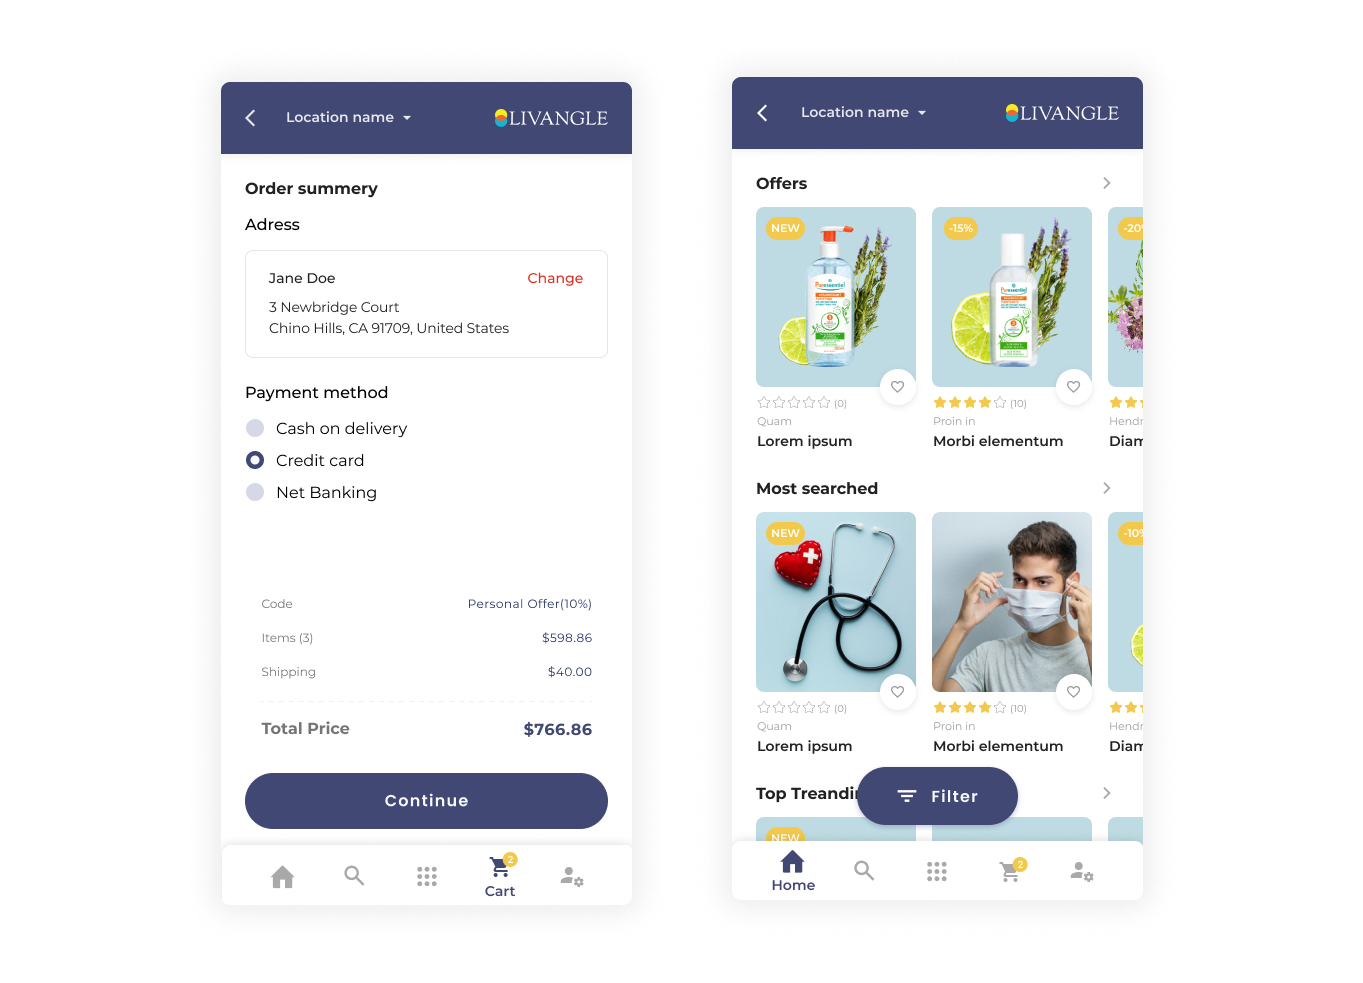 Location name
LIVANGLE
Order summery
Adress
Jane Doe
Change
3 Newbridge Court
Chino Hills, CA 91709, United States
Payment method
Cash on delivery
Credit card
Net Banking
Code
Personal Offer(10%)
Items (3)
$598.86
Shipping
$40.00
Total Price
$766.86
Continue
2
Cart
Location name
LIVANGLE
Offers
NEW
-15%
-20%
Puressentiel
Puressentiel
(0)
(10)
Quam
Proin in
Hendr
Lorem ipsum
Morbi elementum
Diam
Most searched
NEW
-10%
(0)
(10)
Quam
Proin in
Hendr
Lorem ipsum
Morbi elementum
Diam
Top Treandin
Filter
NEW
2
Home